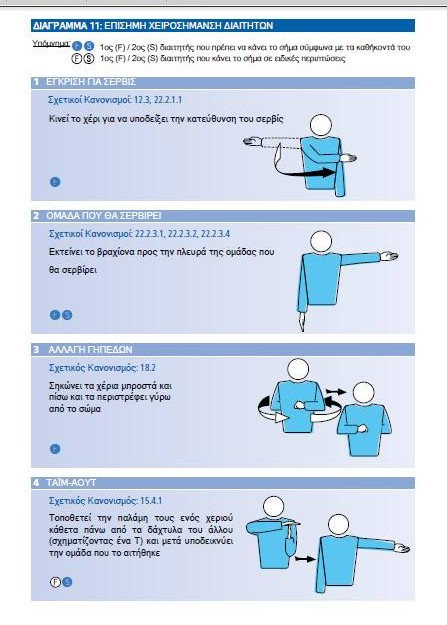 ΔΙΑΓΡΑΜΜΑ 11: ΕΠΙΣΗΜΗ ΧΕΙΡΟΣΗΜΑΝΣΗ ΔΙΑΙΤΗΤΩΝ
Υπόμνημα: F S 1ος (F) / 2ος (S) διαιτητής που πρέπει να κάνει το σήμα σύμφωνα με τα καθήκοντά του
F S 1ος (F) / 2ος (S) διαιτητής που κάνει το σήμα σε ειδικές περιπτώσεις
1 ΕΓΚΡΙΣΗ ΓΙΑ ΣΕΡΒΙΣ
Σχετικοί Κανονισμοί: 12.3, 22.2.1.1
Κινεί το χέρι για να υποδείξει την κατεύθυνση του σερβίς
F
2 ΟΜΑΔΑ ΠΟΥ ΘΑ ΣΕΡΒΙΡΕΙ
Σχετικοί Κανονισμοί: 22.2.3.1, 22.2.3.2, 22.2.3.4
Εκτείνει το βραχίονα προς την πλευρά της ομάδας που
θα σερβίρει
F S
3 ΑΛΛΑΓΗ ΓΗΠΕΔΩΝ
Σχετικός Κανονισμός: 18.2
Σηκώνει τα χέρια μπροστά και
πίσω και τα περιστρέφει γύρω
από το σώμα
F
4 ΤΑΪΜ-ΑΟΥΤ
Σχετικός Κανονισμός: 15.4.1
Τοποθετεί την παλάμη τους ενός χεριού
κάθετα πάνω από τα δάχτυλα του άλλου
(σχηματίζοντας ένα Τ) και μετά υποδεικνύει
την ομάδα που το αιτήθηκε
F S